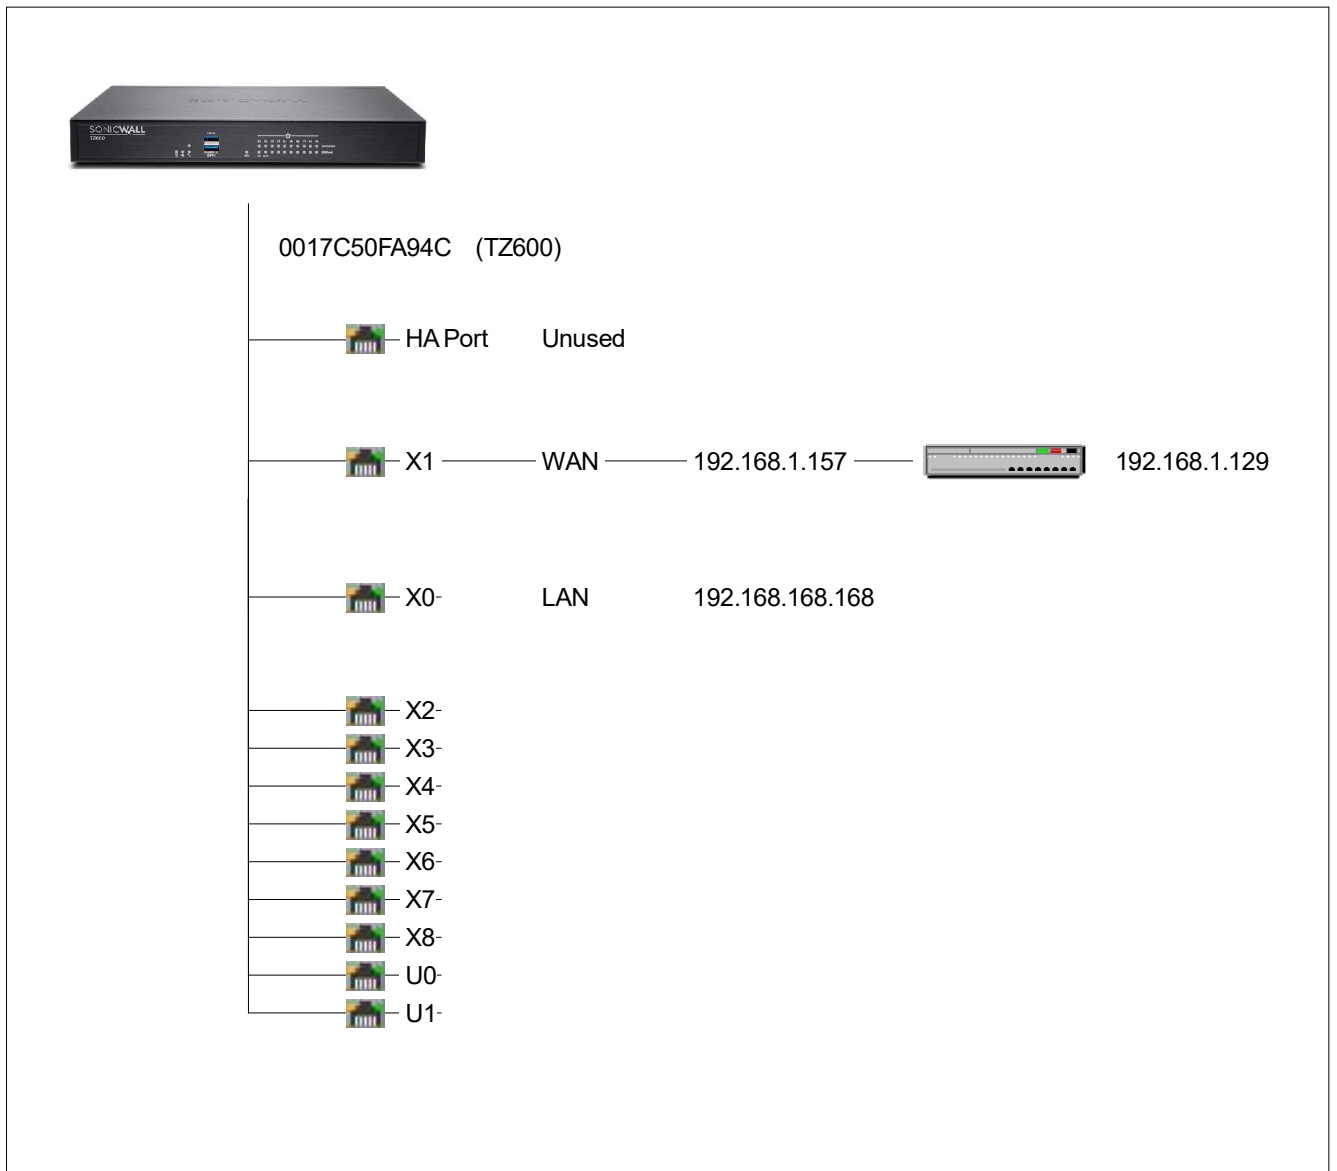 SONICWALL
TZ600
0017C50FA94C (TZ600)
HA Port Unused
X1 WAN 192.168.1.157 192.168.1.129
X0 LAN 192.168.168.168
X2
X3
X4
X5
X6
X7
X8
U0
U1